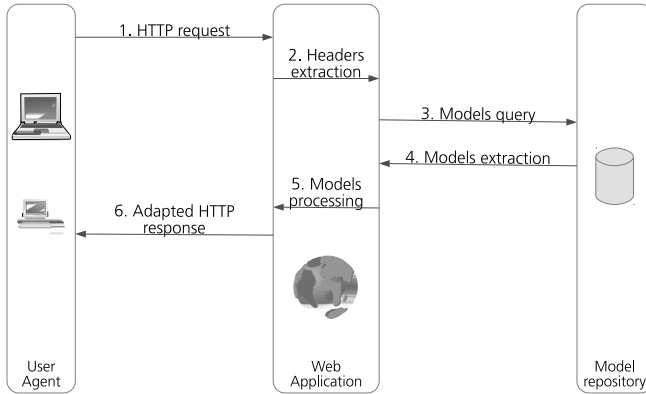 1. HTTP request
2. Headers
extraction
3. Models query
4. Models extraction
5. Models
processing
6. Adapted HTTP
response
User
Agent
Web
Application
Model
repository